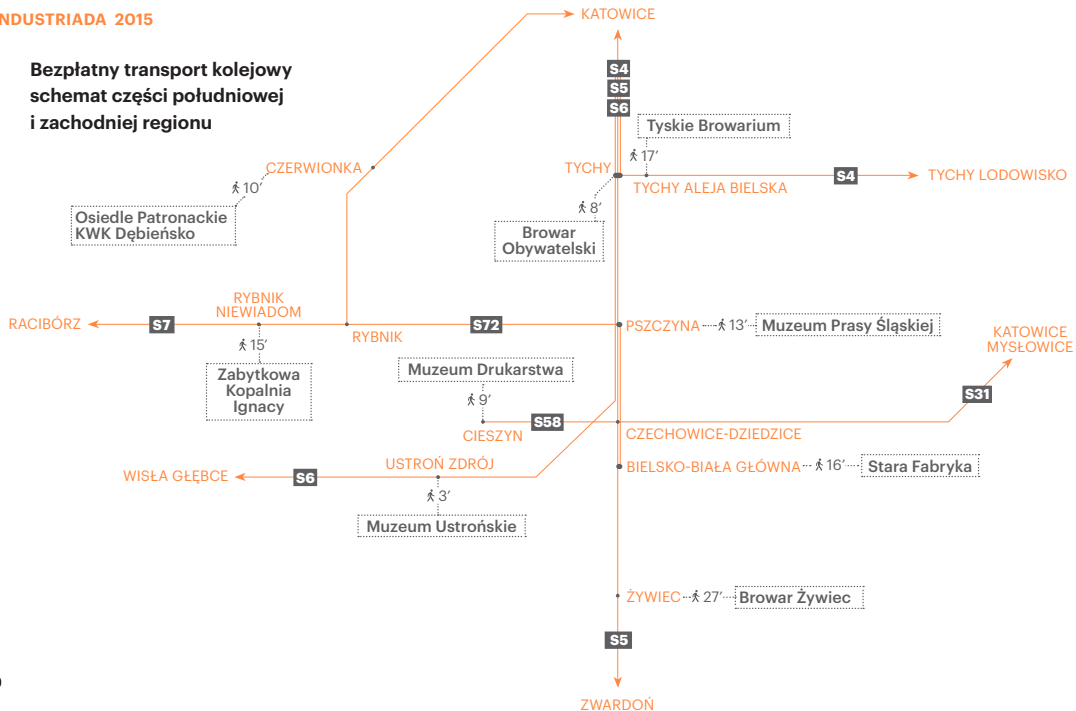 NDUSTRIADA 2015
Bezpłatny transport kolejowy
schemat części południowej
i zachodniej regionu
KATOWICE
S4
S5
S6
Tyskie Browarium
17′
CZERWIONKA
10′
TYCHY
TYCHY ALEJA BIELSKA
S4
TYCHY LODOWISKO
Osiedle Patronackie
KWK Dębieńsko
8′
Browar
Obywatelski
RYBNIK
NIEWIADOM
RACIBÓRZ
S7
RYBNIK
S72
PSZCZYNA
13′
Muzeum Prasy Śląskiej
KATOWICE
MYSŁOWICE
15′
Zabytkowa
Kopalnia
Ignacy
Muzeum Drukarstwa
9′
S31
CIESZYN
S58
CZECHOWICE-DZIEDZICE
USTROŃ ZDRÓJ
WISŁA GŁĘBCE
S6
BIELSKO-BIAŁA GŁÓWNA
16′
Stara Fabryka
3′
Muzeum Ustrońskie
ŻYWIEC
27′
Browar Żywiec
S5
ZWARDOŃ